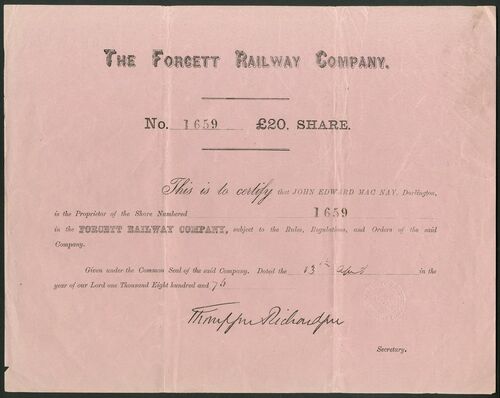 THE FORCETT RAILWAY COMPANY.
No. 1659 £20. SHARE.
This is to certify that JOHN EDWARD MAC NAY, Darlington,
is the Proprietor of the Share Numbered 1659
in the FORCETT RAILWAY COMPANY, subject to the Rules, Regulations, and Orders of the said
Company.
Given under the Common Seal of the said Company. Dated the 13th in the
year of our Lord one Thousand Eight hundred and
Thompson Richardson
Secretary.